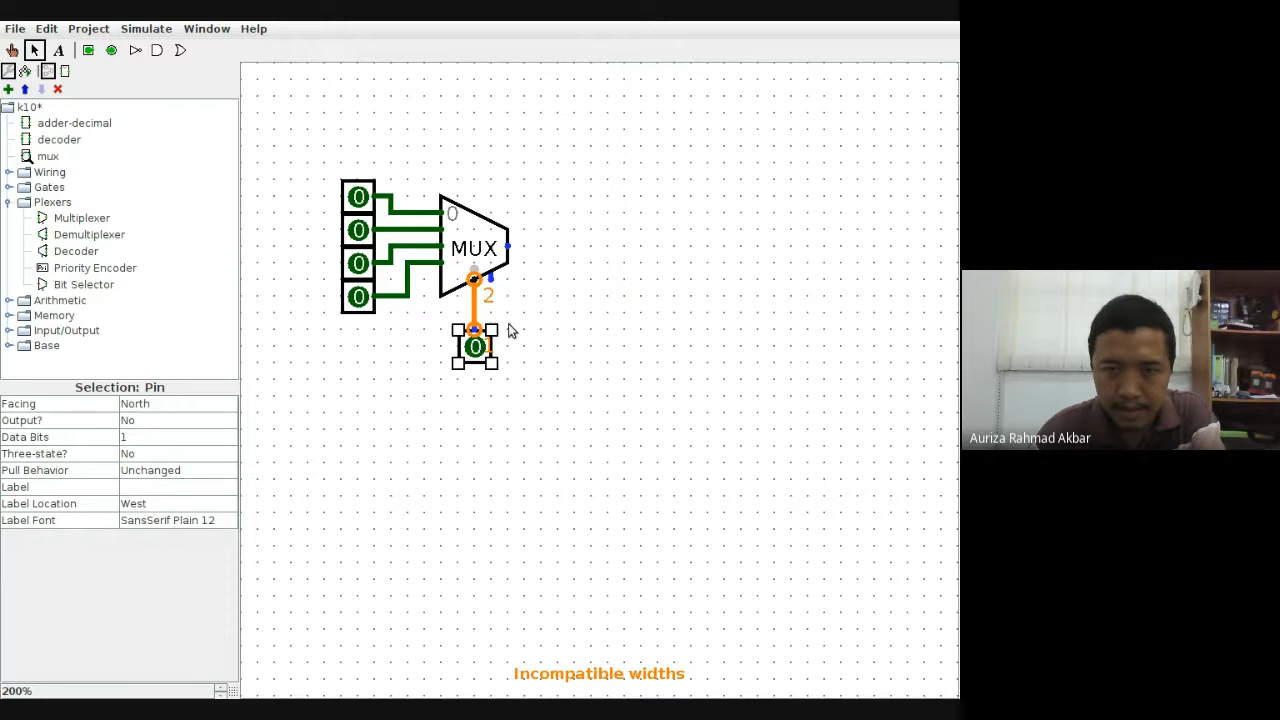 File Edit Project Simulate Window Help
A
k10*
adder-decimal
decoder
mux
Wiring
Gates
Plexers
Multiplexer
Demultiplexer
Decoder
Priority Encoder
Bit Selector
Arithmetic
Memory
Input/Output
Base
Selection: Pin
Facing North
Output? No
Data Bits 1
Three-state? No
Pull Behavior Unchanged
Label
Label Location West
Label Font SansSerif Plain 12
200%
0
0
0
0
0
MUX
2
0
Incompatible widths
Auriza Rahmad Akbar